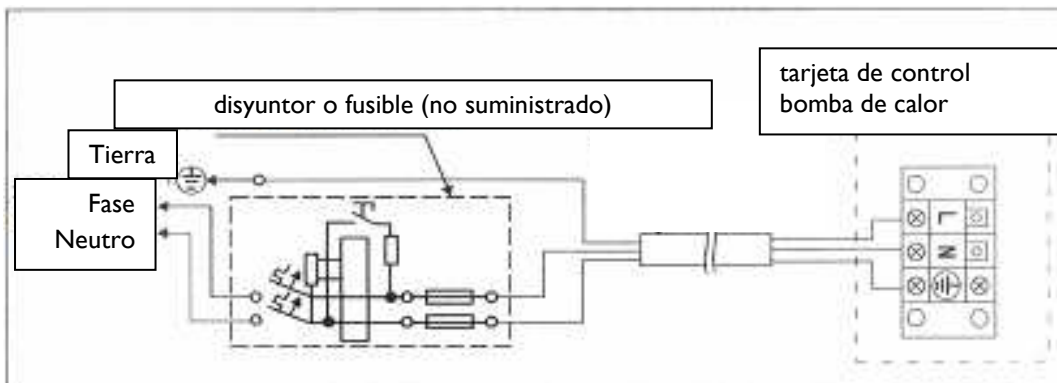 disyuntor o fusible (no suministrado)
tarjeta de control
bomba de calor
Tierra
Fase
Neutro
L
N